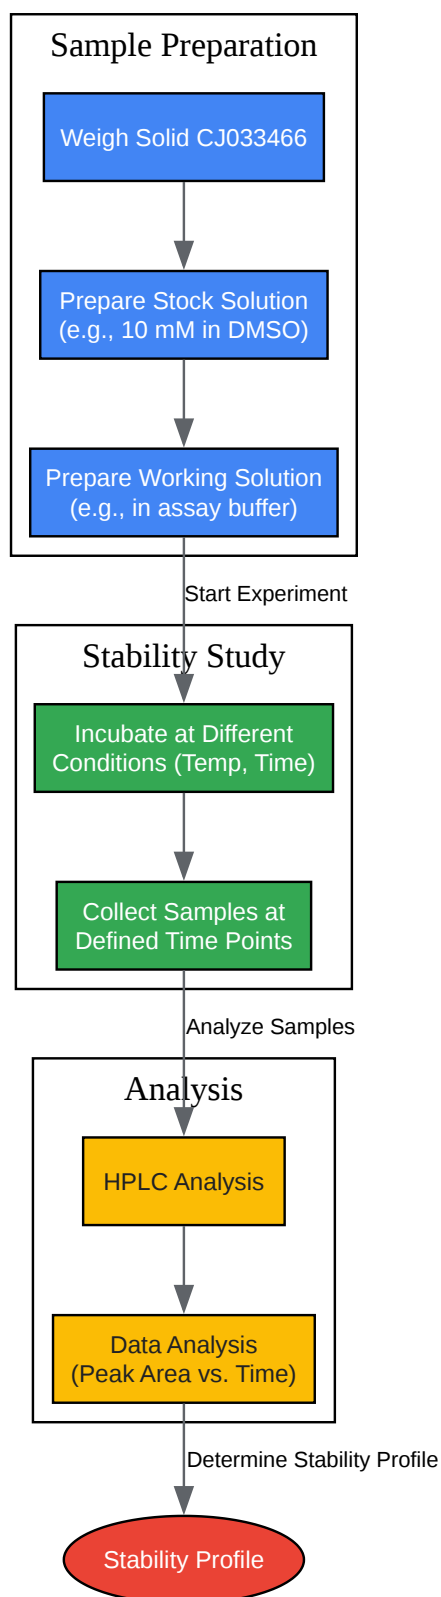 Sample Preparation
Weigh Solid CJ033466
Prepare Stock Solution
(e.g., 10 mM in DMSO)
Prepare Working Solution
(e.g., in assay buffer)
Start Experiment
Stability Study
Incubate at Different
Conditions (Temp, Time)
Collect Samples at
Defined Time Points
Analyze Samples
Analysis
HPLC Analysis
Data Analysis
(Peak Area vs. Time)
Determine Stability Profile
Stability Profile